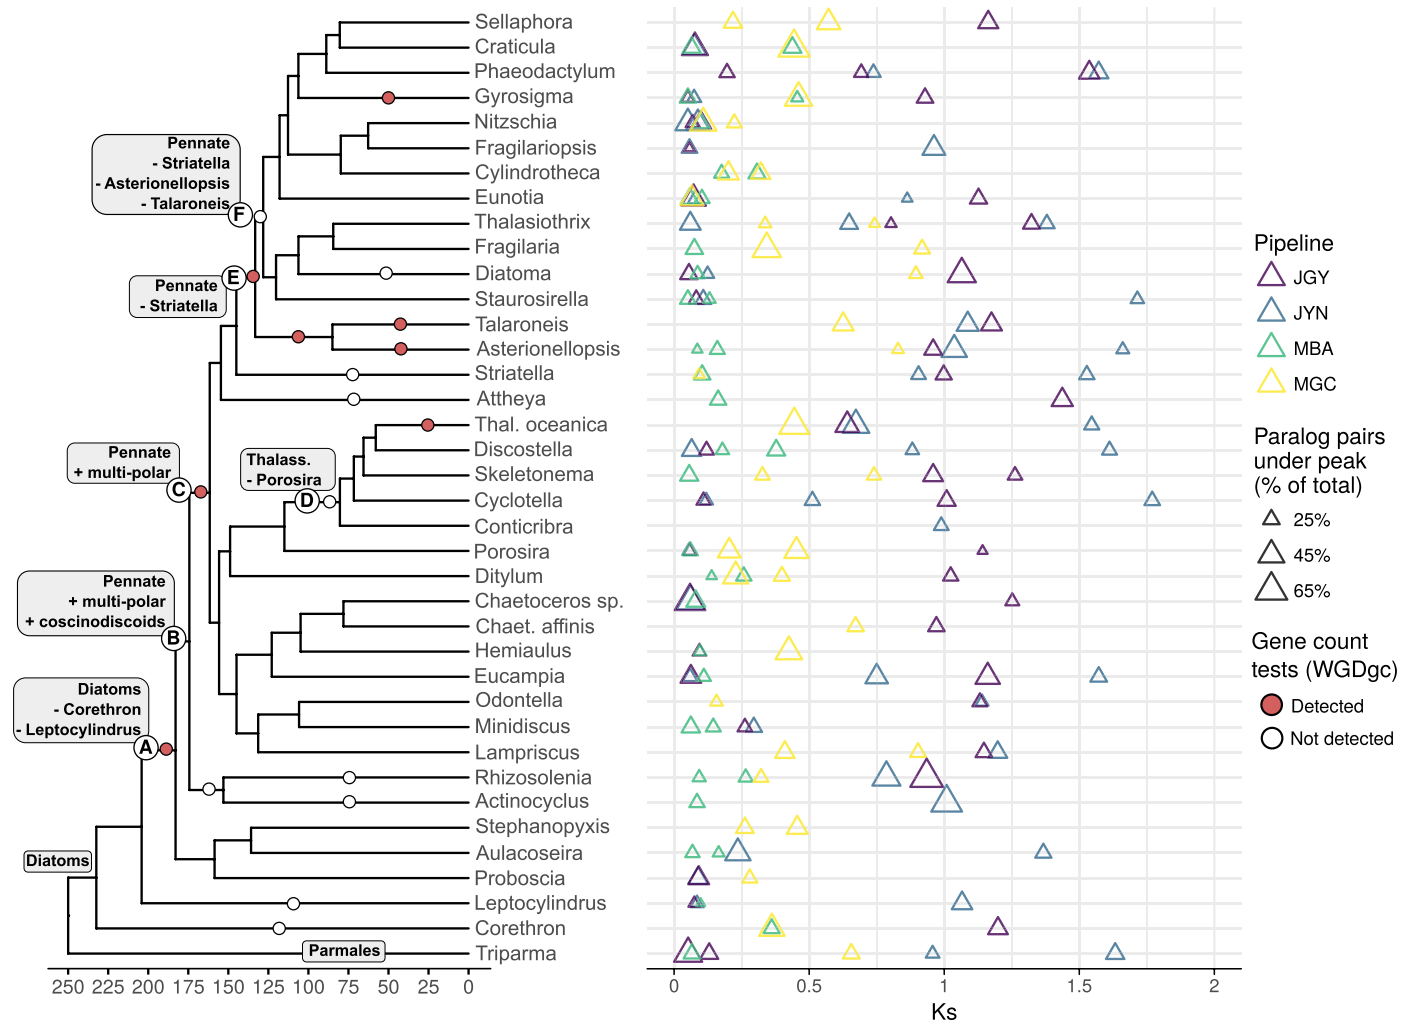 Sellaphora
Craticula
Phaeodactylum
Gyrosigma
Nitzschia
Fragilariopsis
Cylindrotheca
Eunotia
Thalasiothrix
Fragilaria
Diatoma
Staurosirella
Talaroneis
Asterionellopsis
Striatella
Attheya
Thal. oceanica
Discostella
Skeletonema
Cyclotella
Conticribra
Porosira
Ditylum
Chaetoceros sp.
Chaet. affinis
Hemiaulus
Eucampia
Odontella
Minidiscus
Lampriscus
Rhizosolenia
Actinocyclus
Stephanopyxis
Aulacoseira
Proboscia
Leptocylindrus
Corethron
Triparma
Pennate
- Striatella
- Asterionellopsis
- Talaroneis
F
E
Pennate
- Striatella
Pennate
+ multi-polar
C
Thalass.
- Porosira
D
Pennate
+ multi-polar
+ coscinodiscoids
B
Diatoms
- Corethron
- Leptocylindrus
A
Diatoms
Parmales
250 225 200 175 150 125 100 75 50 25 0
0 0.5 1 1.5 2
Ks
Pipeline
JGY
JYN
MBA
MGC
Paralog pairs
under peak
(% of total)
25%
45%
65%
Gene count
tests (WGDgc)
Detected
Not detected